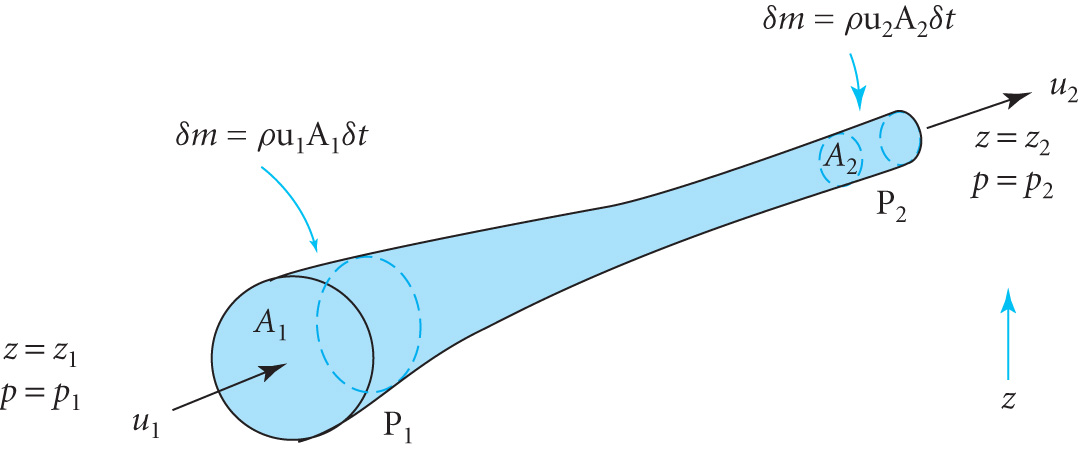 δm = ρu₂A₂δt
u₂
δm = ρu₁A₁δt
z = z₂
A₂
p = p₂
P₂
A₁
z = z₁
p = p₁
u₁
P₁
z